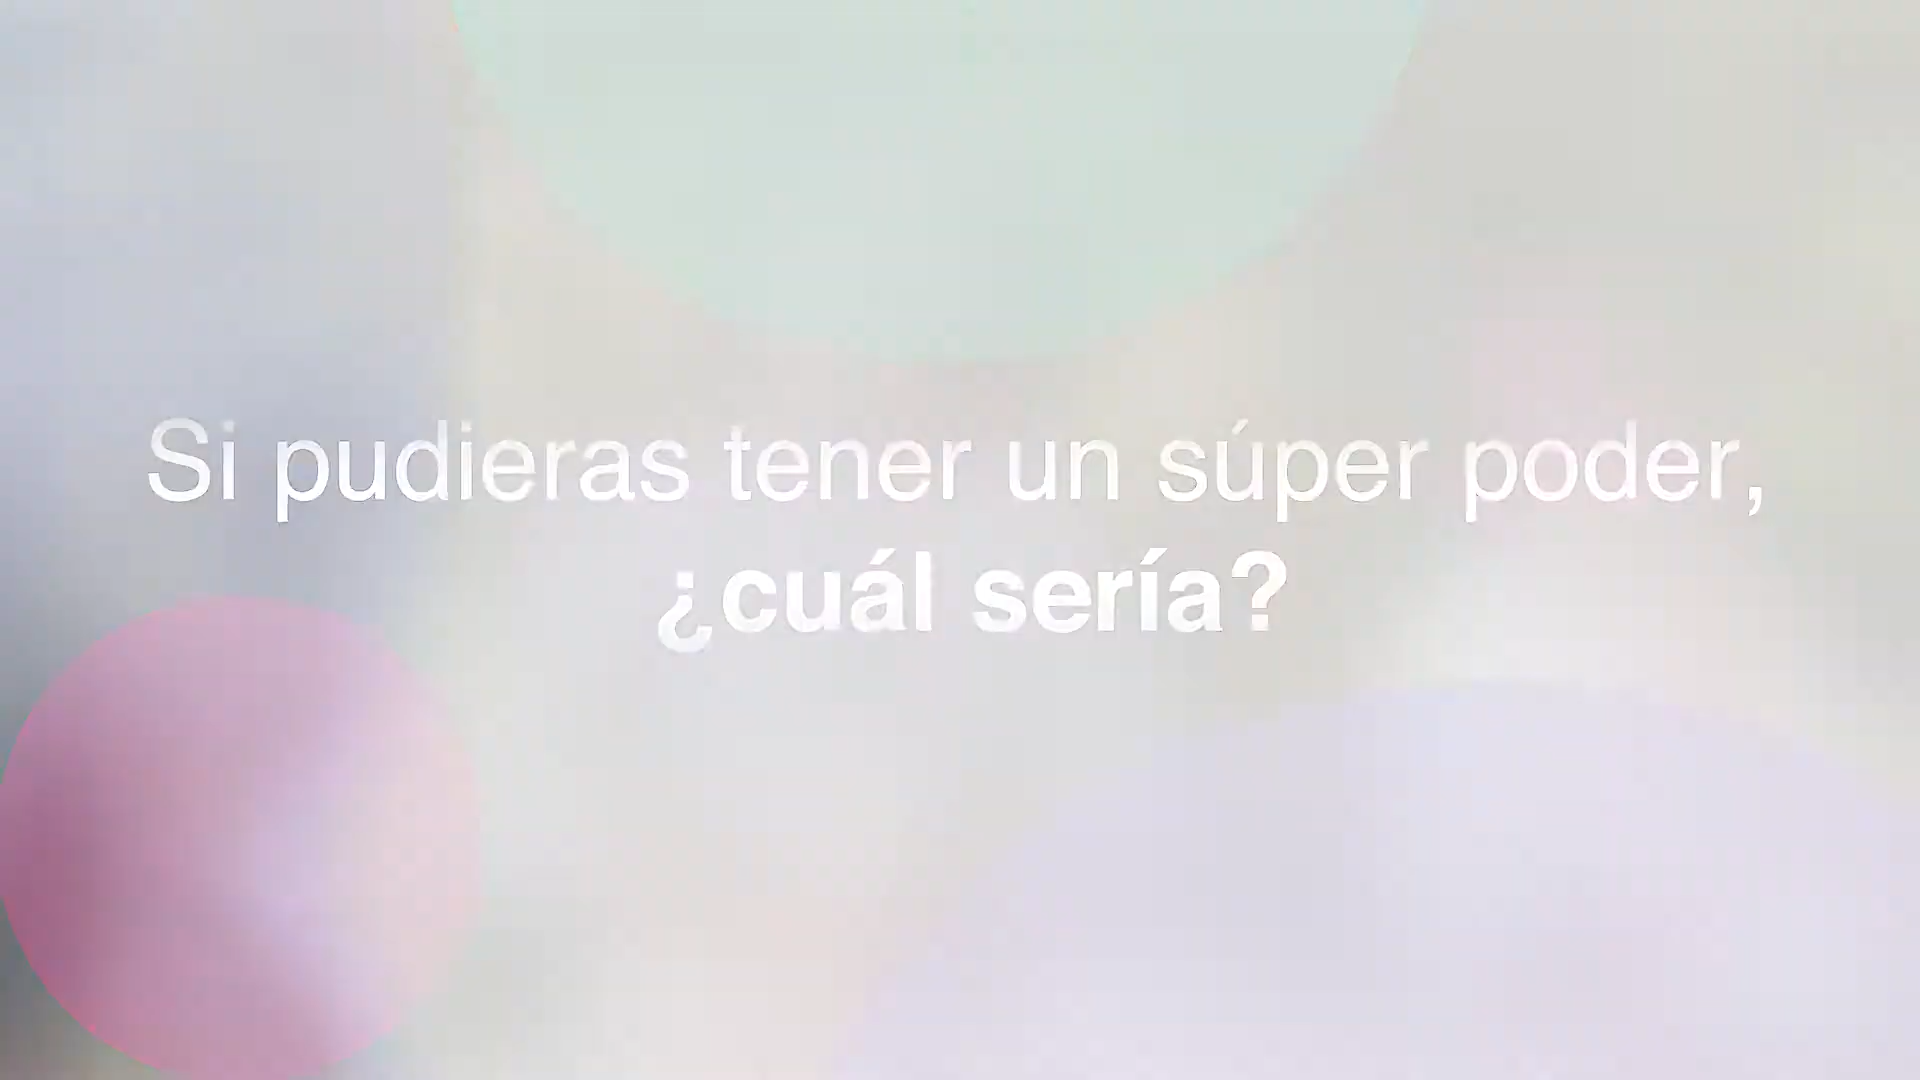 Si pudieras tener un súper poder,
¿cuál sería?